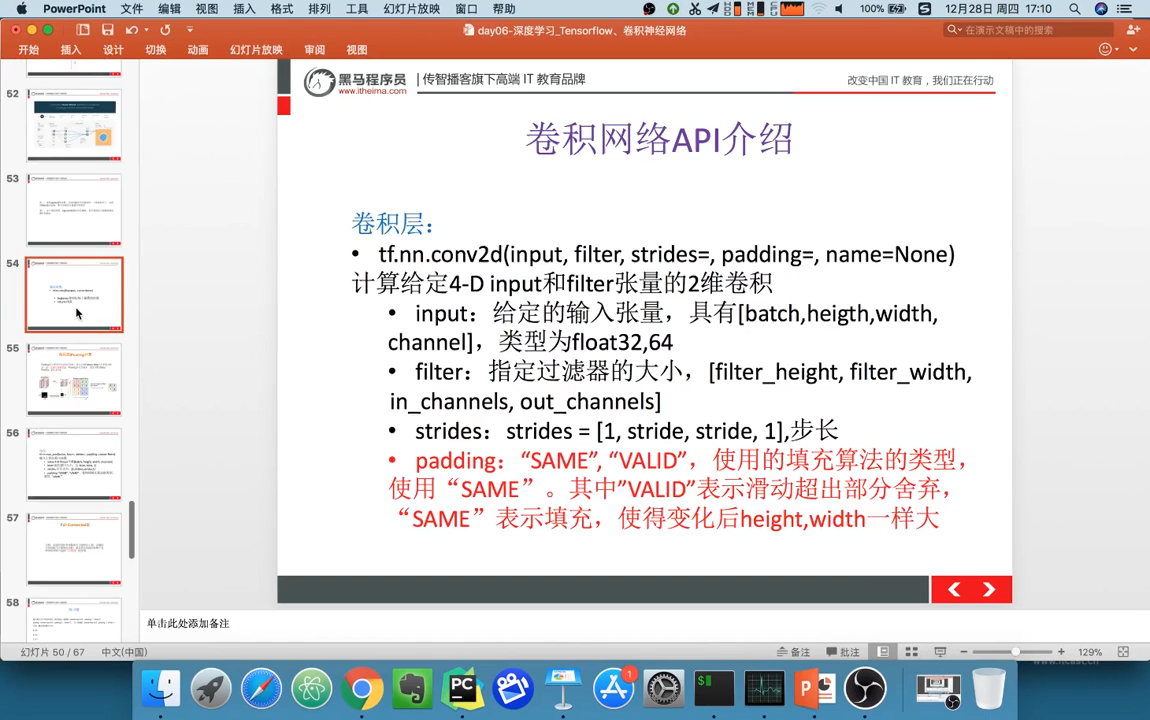 PowerPoint 文件 编辑 视图 插入 格式 排列 工具 幻灯片放映 窗口 帮助 100% 12月28日 周四 17:10
day06-深度学习_Tensorflow、卷积神经网络
在演示文稿中的搜索
开始 插入 设计 切换 动画 幻灯片放映 审阅 视图
52
53
54
55
56
57
58
黑马程序员
www.itheima.com
传智播客旗下高端 IT 教育品牌
改变中国 IT 教育，我们正在行动
卷积网络API介绍
卷积层：
• tf.nn.conv2d(input, filter, strides=, padding=, name=None)
计算给定4-D input和filter张量的2维卷积
• input：给定的输入张量，具有[batch,heigth,width,
channel]，类型为float32,64
• filter：指定过滤器的大小，[filter_height, filter_width,
in_channels, out_channels]
• strides：strides = [1, stride, stride, 1],步长
• padding：“SAME”, “VALID”，使用的填充算法的类型，
使用“SAME”。其中”VALID”表示滑动超出部分舍弃，
“SAME”表示填充，使得变化后height,width一样大
单击此处添加备注
幻灯片 50 / 67 中文(中国) 备注 批注 129%
1
PC
$
P